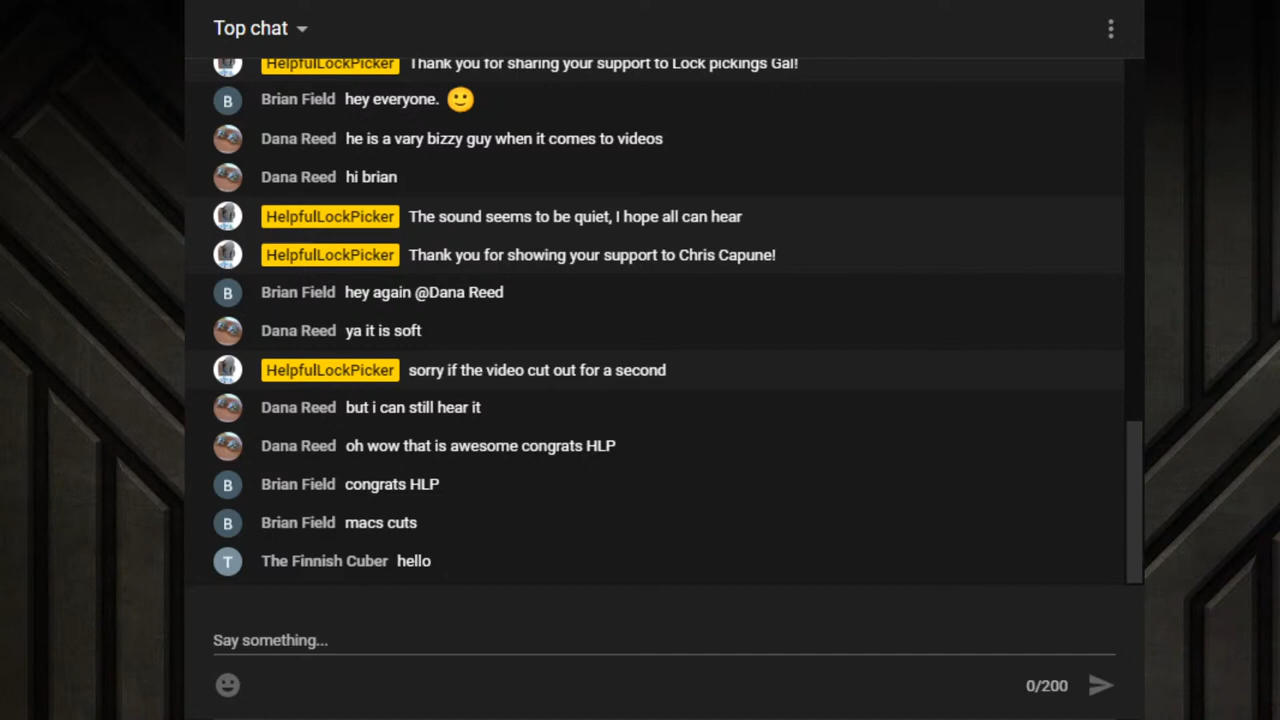 Top chat
HelpfulLockPicker Thank you for sharing your support to Lock pickings Gal!
B Brian Field hey everyone.
Dana Reed he is a vary bizzy guy when it comes to videos
Dana Reed hi brian
HelpfulLockPicker The sound seems to be quiet, I hope all can hear
HelpfulLockPicker Thank you for showing your support to Chris Capune!
B Brian Field hey again @Dana Reed
Dana Reed ya it is soft
HelpfulLockPicker sorry if the video cut out for a second
Dana Reed but i can still hear it
Dana Reed oh wow that is awesome congrats HLP
B Brian Field congrats HLP
B Brian Field macs cuts
T The Finnish Cuber hello
Say something...
0/200